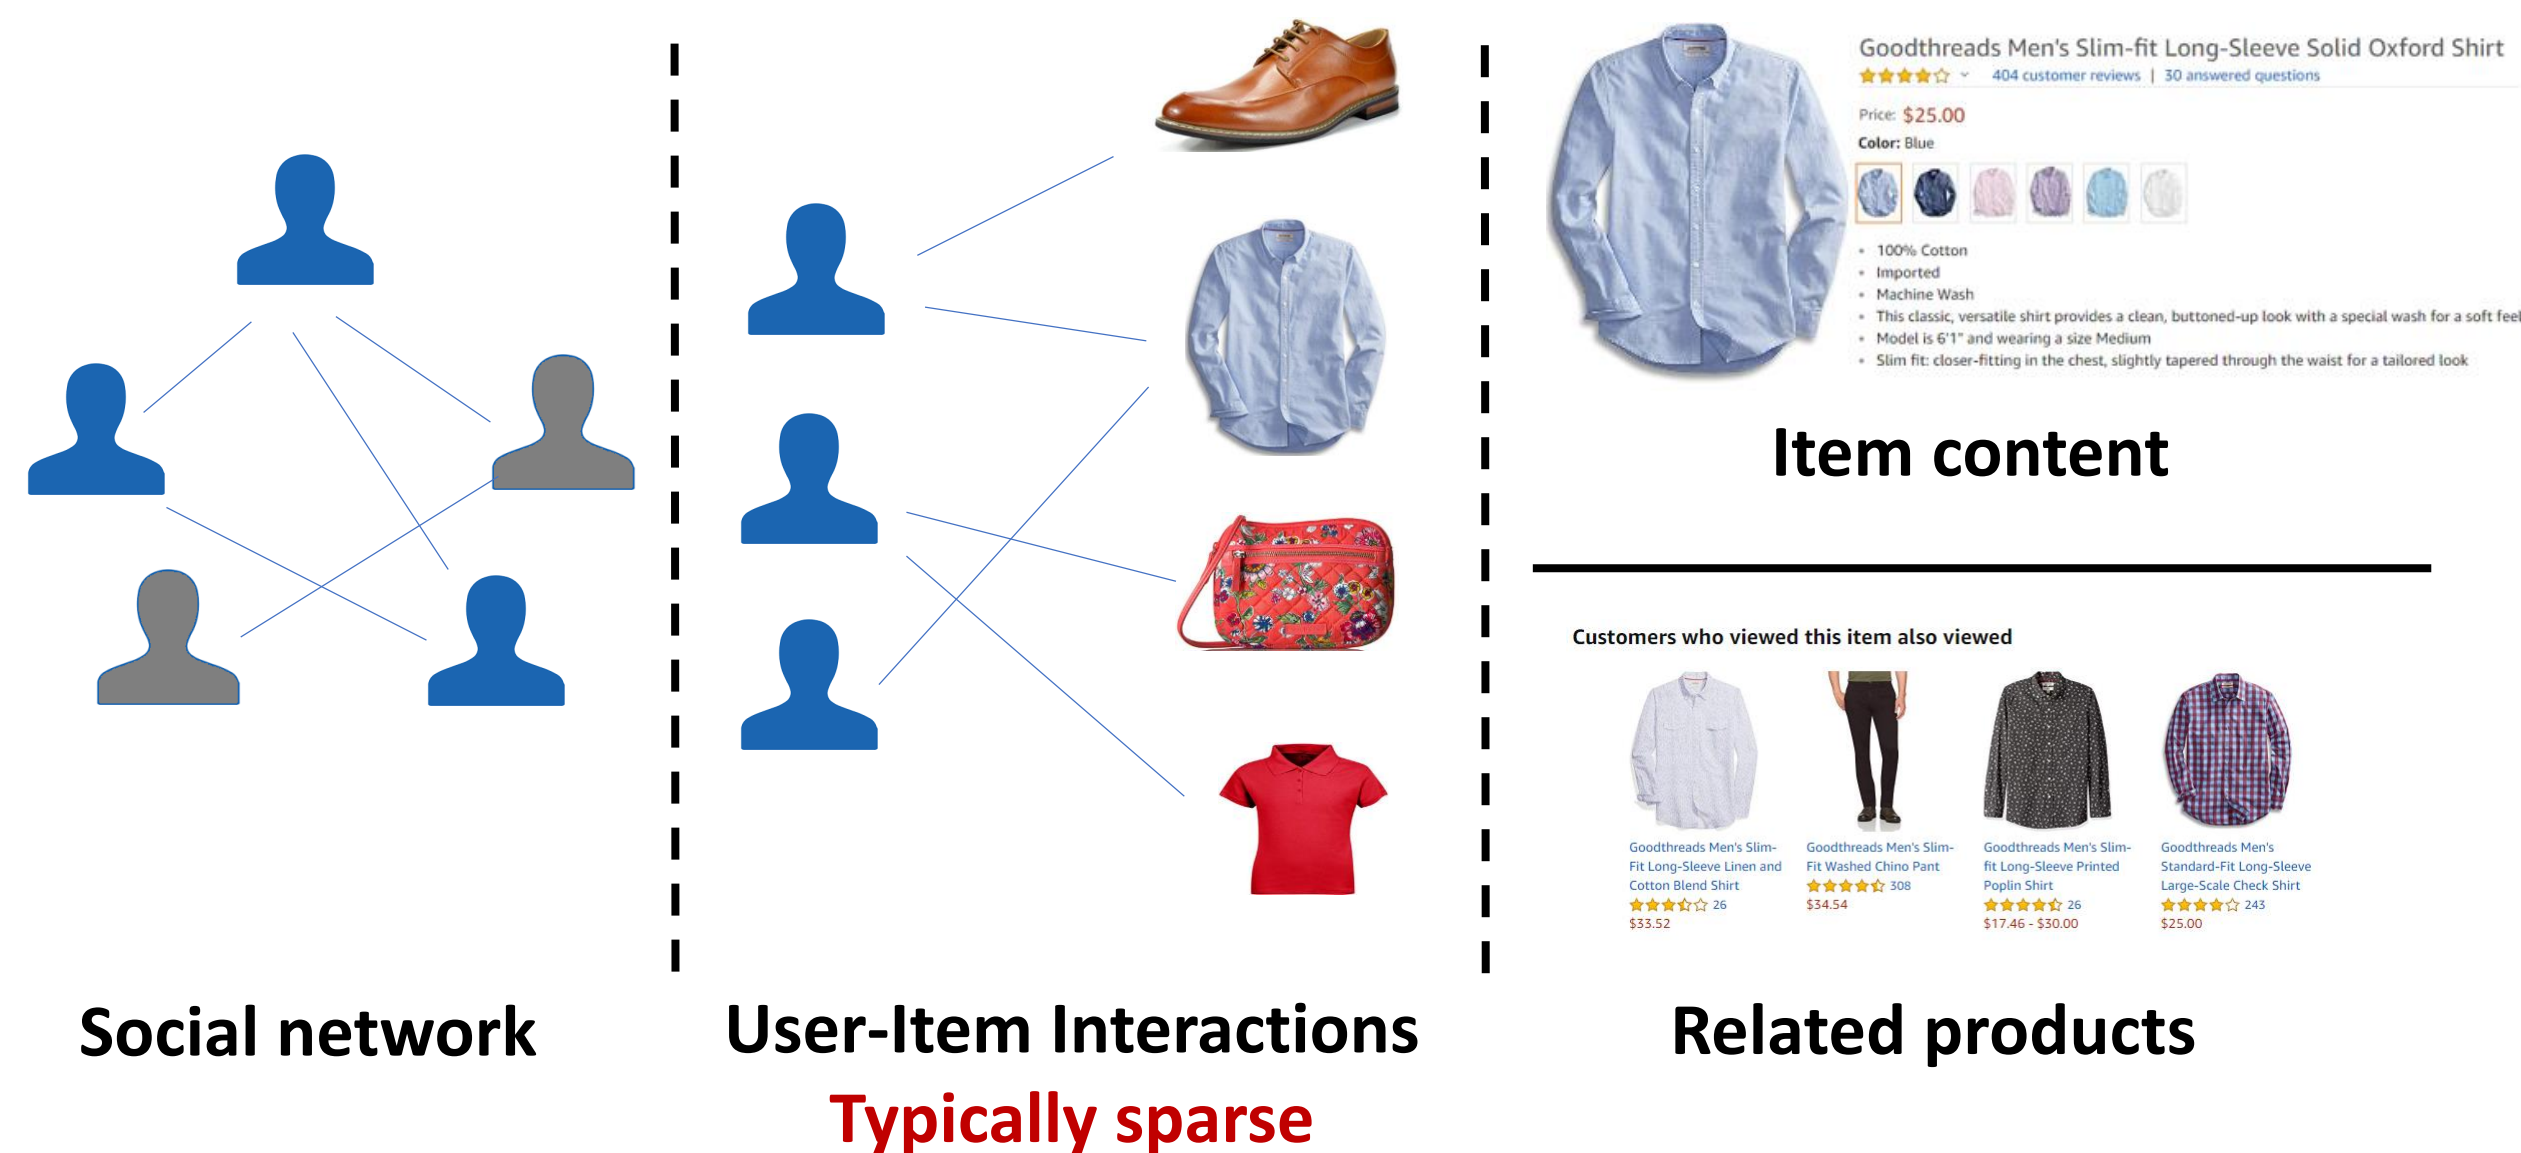 Social network
User-Item Interactions
Typically sparse
Goodthreads Men's Slim-fit Long-Sleeve Solid Oxford Shirt
404 customer reviews | 30 answered questions
Price: $25.00
Color: Blue
• 100% Cotton
• Imported
• Machine Wash
• This classic, versatile shirt provides a clean, buttoned-up look with a special wash for a soft feel
• Model is 6'1" and wearing a size Medium
• Slim fit: closer-fitting in the chest, slightly tapered through the waist for a tailored look
Item content
Customers who viewed this item also viewed
Goodthreads Men's Slim-
Fit Long-Sleeve Linen and
Cotton Blend Shirt
26
$33.52
Goodthreads Men's Slim-
Fit Washed Chino Pant
308
$34.54
Goodthreads Men's Slim-
fit Long-Sleeve Printed
Poplin Shirt
26
$17.46 - $30.00
Goodthreads Men's
Standard-Fit Long-Sleeve
Large-Scale Check Shirt
243
$25.00
Related products